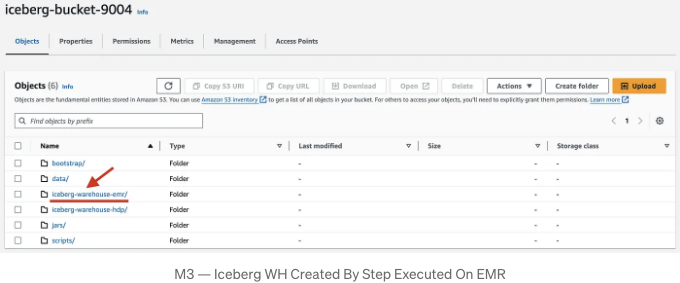 iceberg-bucket-9004 Info
Objects Properties Permissions Metrics Management Access Points
Objects (6) Info
Copy S3 URI Copy URL Download Open Delete Actions Create folder Upload
Objects are the fundamental entities stored in Amazon S3. You can use Amazon S3 inventory to get a list of all objects in your bucket. For others to access your objects, you'll need to explicitly grant them permissions. Learn more
Find objects by prefix
1
Name Type Last modified Size Storage class
bootstrap/ Folder - - -
data/ Folder - - -
iceberg-warehouse-emr/ Folder - - -
iceberg-warehouse-hdp/ Folder - - -
jars/ Folder - - -
scripts/ Folder - - -
M3 — Iceberg WH Created By Step Executed On EMR